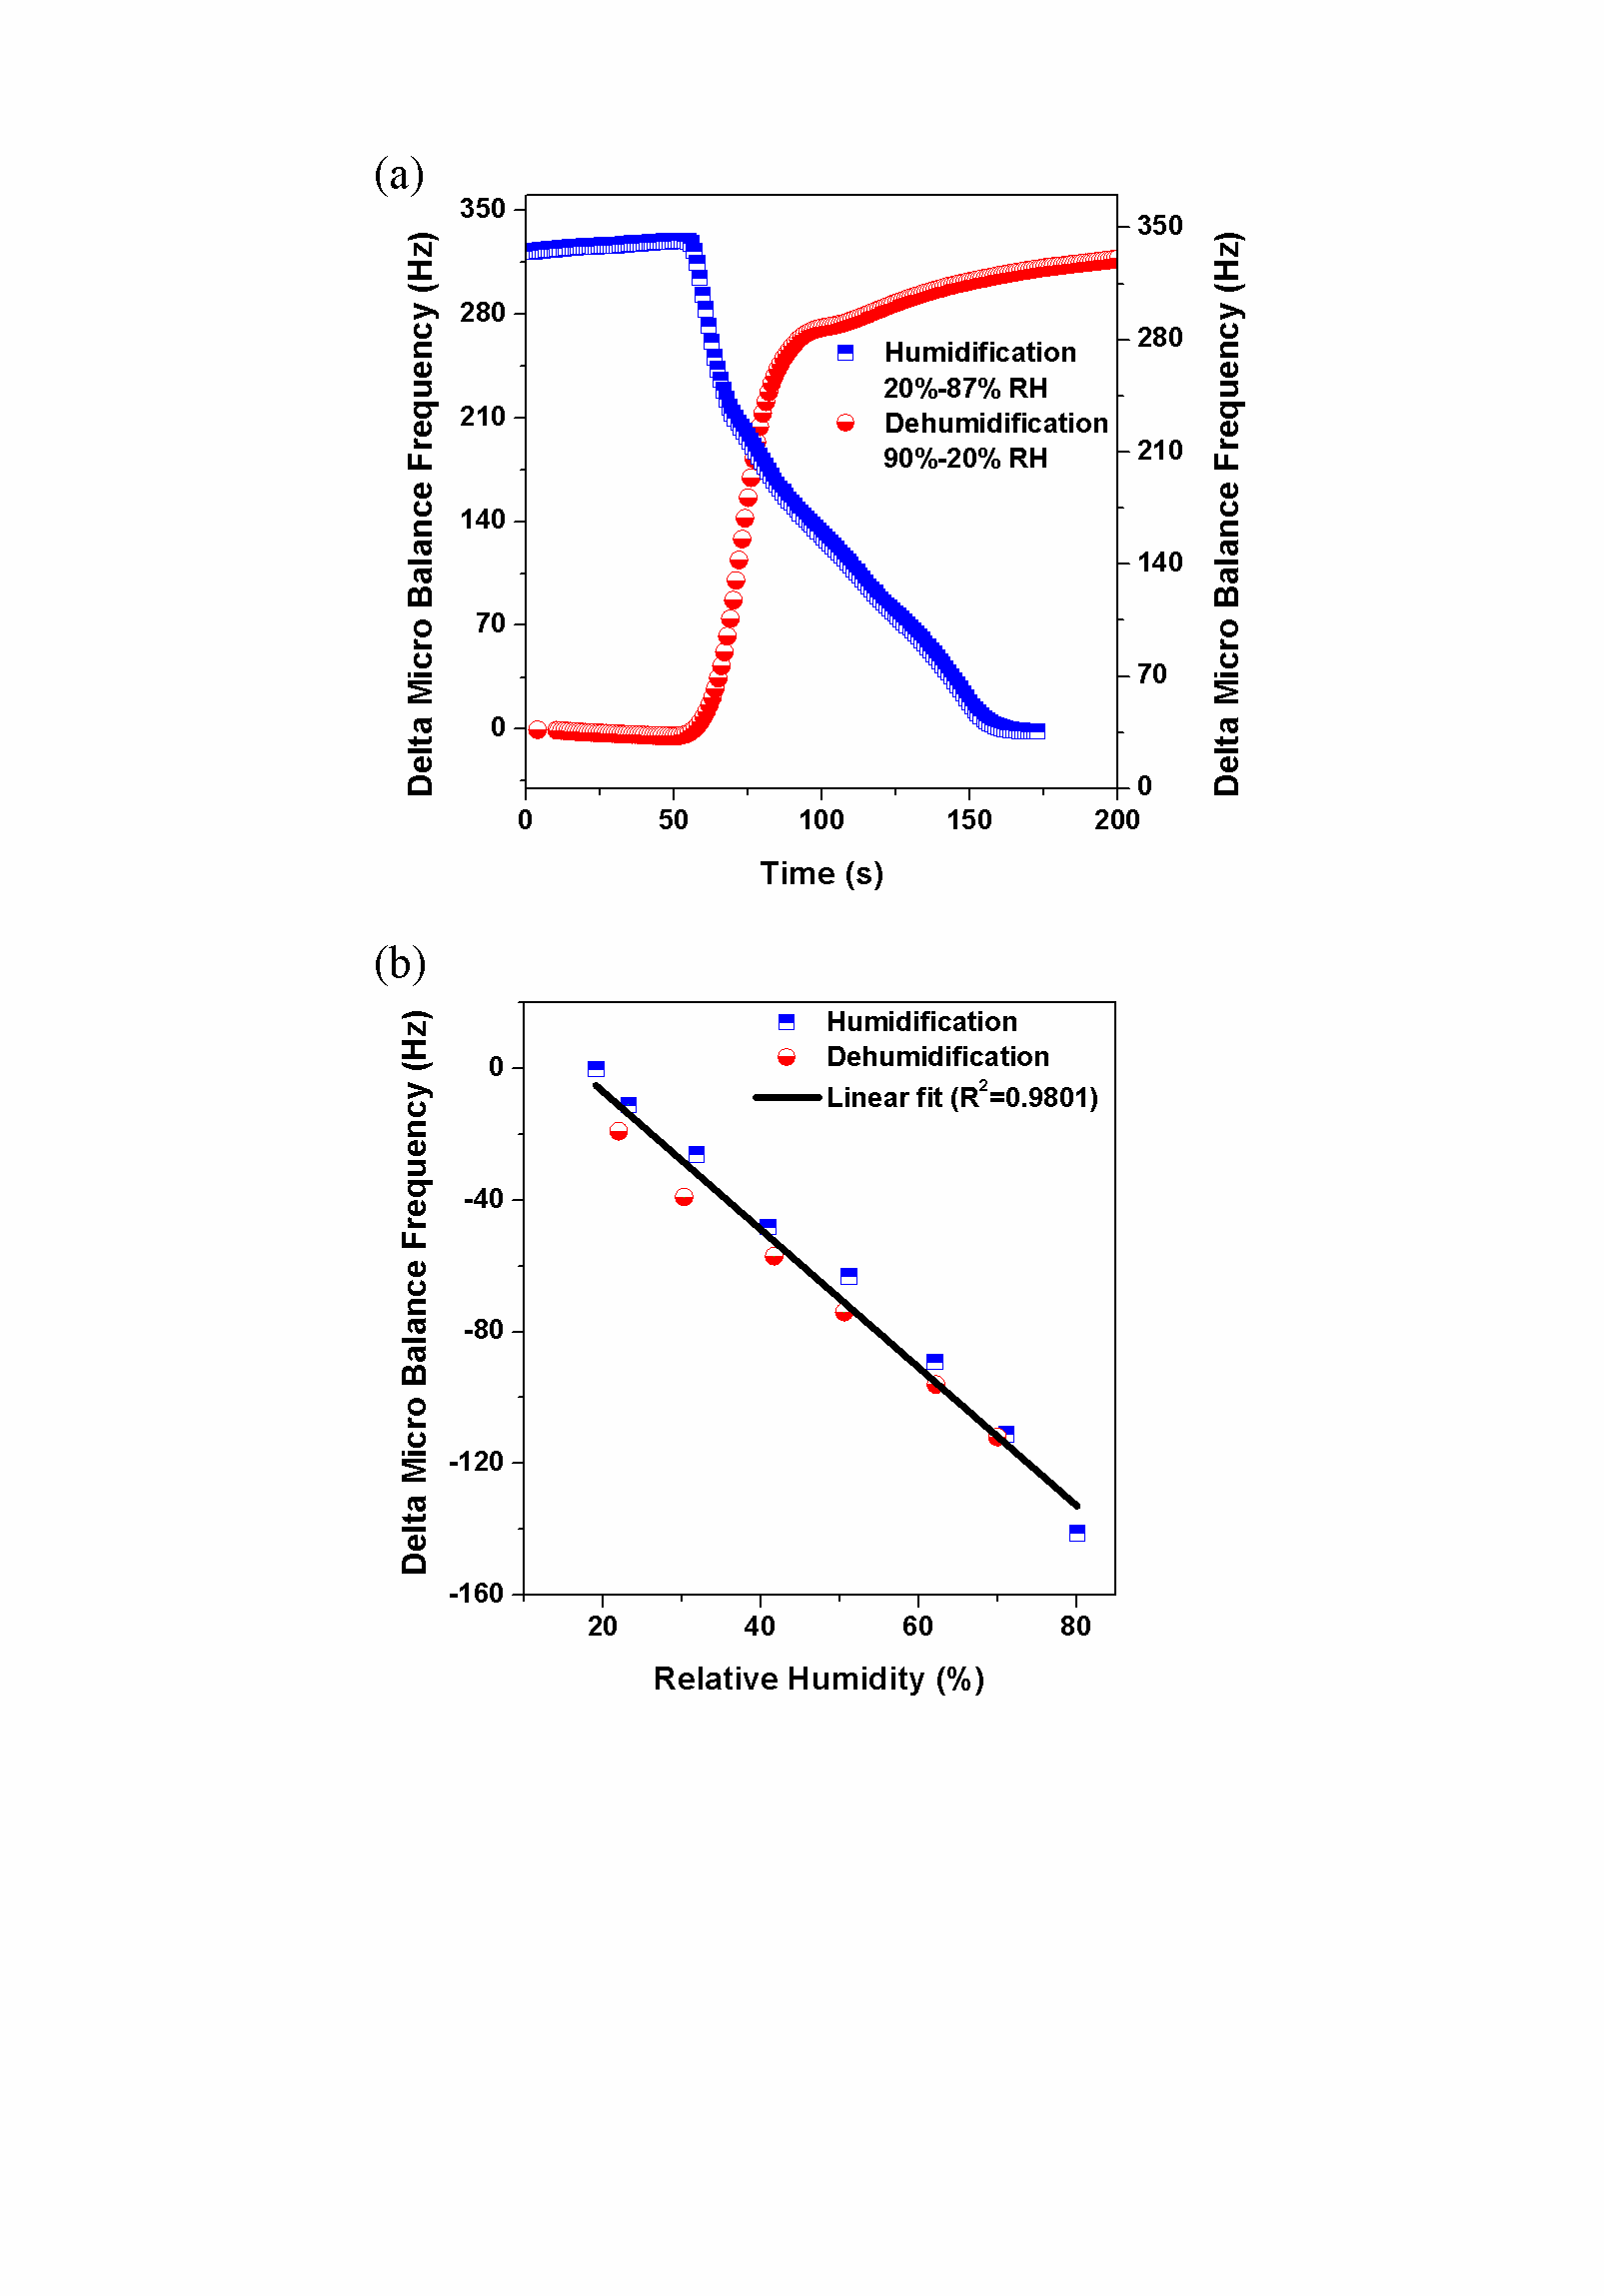 (a)
Delta Micro Balance Frequency (Hz)
350
280
210
140
70
0
350
280
210
140
70
0
Delta Micro Balance Frequency (Hz)
Humidification
20%-87% RH
Dehumidification
90%-20% RH
0 50 100 150 200
Time (s)
(b)
Delta Micro Balance Frequency (Hz)
0
-40
-80
-120
-160
Humidification
Dehumidification
Linear fit (R²=0.9801)
20 40 60 80
Relative Humidity (%)